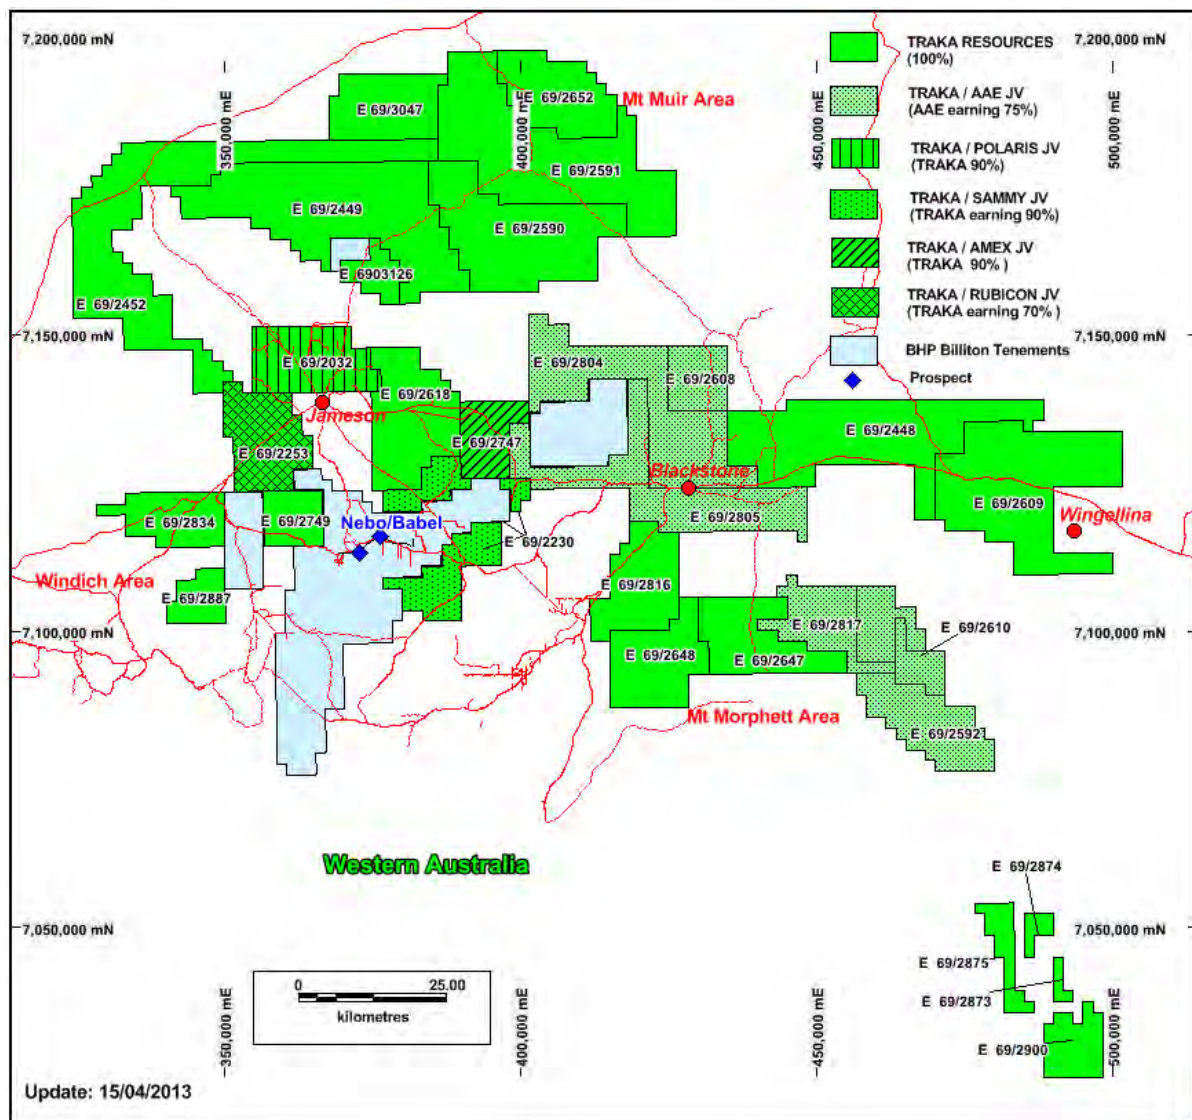 7,200,000 mN
350,000 mE
400,000 mE
450,000 mE
500,000 mE
7,200,000 mN
TRAKA RESOURCES
(100%)
TRAKA / AAE JV
(AAE earning 75%)
TRAKA / POLARIS JV
(TRAKA 90%)
TRAKA / SAMMY JV
(TRAKA earning 90%)
TRAKA / AMEX JV
(TRAKA 90% )
TRAKA / RUBICON JV
(TRAKA earning 70% )
BHP Billiton Tenements
Prospect
E 69/3047
E 69/2652
Mt Muir Area
E 69/2591
E 69/2449
E 69/2590
E 6903126
E 69/2452
7,150,000 mN
7,150,000 mN
E 69/2032
E 69/2804
E 69/2608
E 69/2618
Jameson
E 69/2747
E 69/2448
E 69/2253
Blackstone
E 69/2609
E 69/2834
E 69/2749
Nebo/Babel
E 69/2805
Wingellina
E 69/2230
Windich Area
E 69/2887
E 69/2816
7,100,000 mN
7,100,000 mN
E 69/2817
E 69/2610
E 69/2648
E 69/2647
Mt Morphett Area
E 69/2592
Western Australia
E 69/2874
7,050,000 mN
7,050,000 mN
E 69/2875
E 69/2873
0 25.00
kilometres
E 69/2900
350,000 mE
400,000 mE
450,000 mE
500,000 mE
Update: 15/04/2013